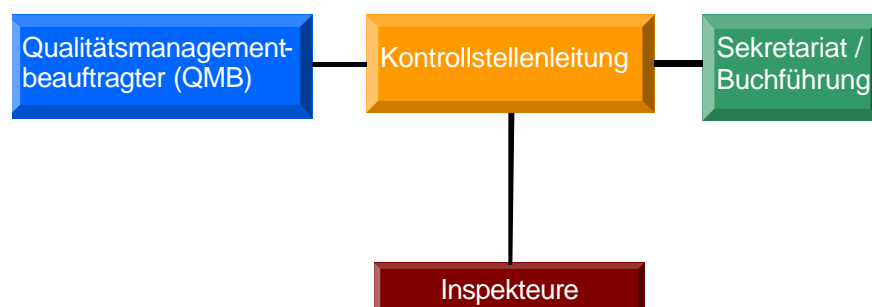 Qualitätsmanagement-
beauftragter (QMB)
Kontrollstellenleitung
Sekretariat /
Buchführung
Inspekteure